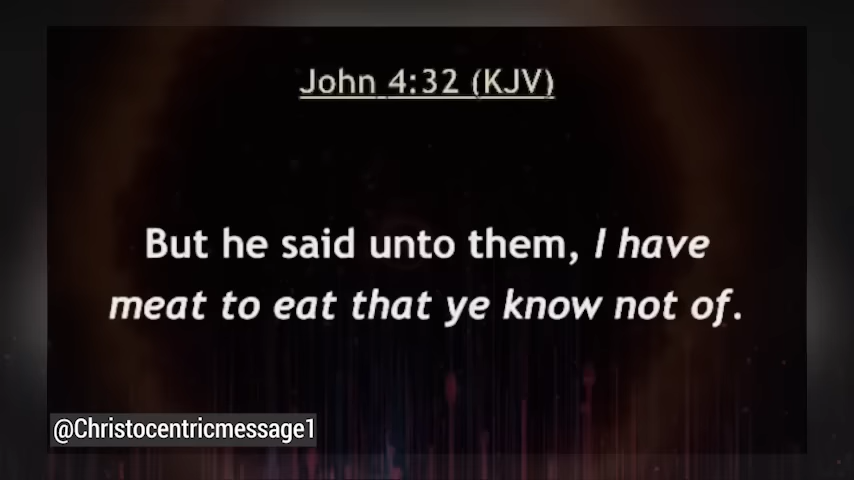 John 4:32 (KJV)
But he said unto them, I have
meat to eat that ye know not of.
@Christocentricmessage1